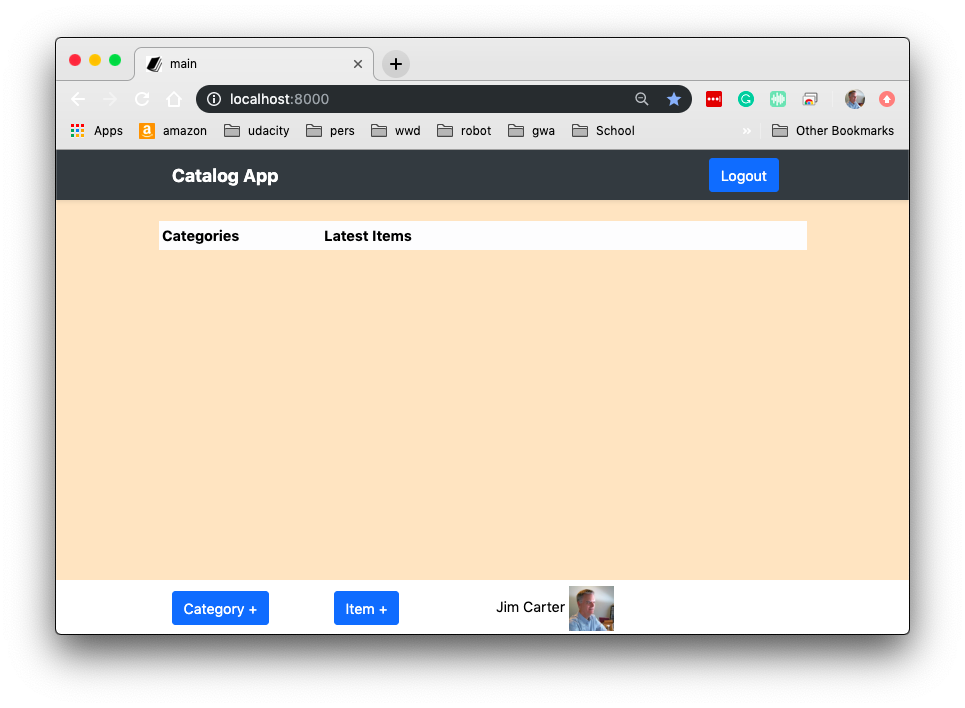 main
localhost:8000
Apps amazon udacity pers wwd robot gwa School » Other Bookmarks
Catalog App Logout
Categories Latest Items
Category + Item + Jim Carter